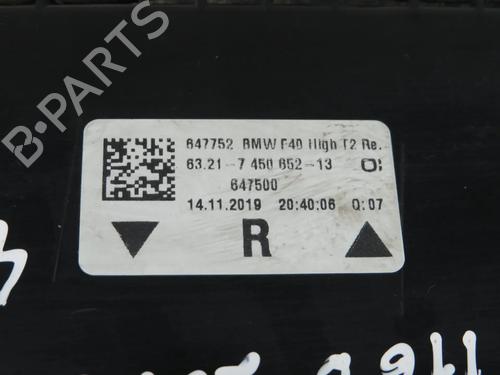 647752 BMW F40 High T2 Re.
63.21-7 450 652-13
647500
14.11.2019 20:40:06 0:07
R
B-PARTS